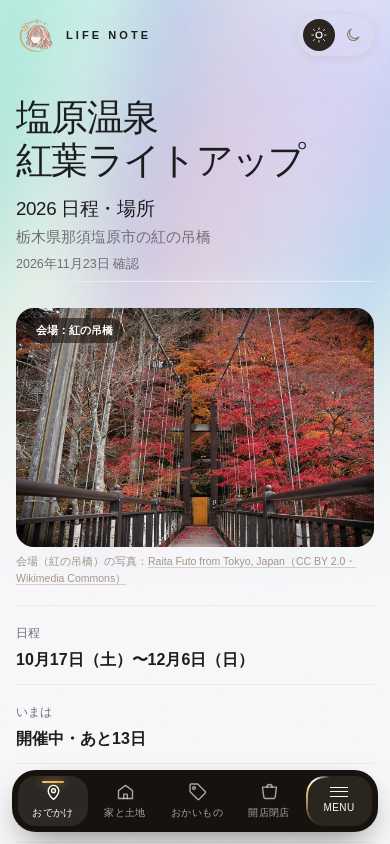 LIFE NOTE
塩原温泉
紅葉ライトアップ
2026 日程・場所
栃木県那須塩原市の紅の吊橋
2026年11月23日 確認
会場：紅の吊橋
会場（紅の吊橋）の写真：Raita Futo from Tokyo, Japan（CC BY 2.0・
Wikimedia Commons）
日程
10月17日（土）〜12月6日（日）
いまは
開催中・あと13日
おでかけ
家と土地
おかいもの
開店閉店
MENU